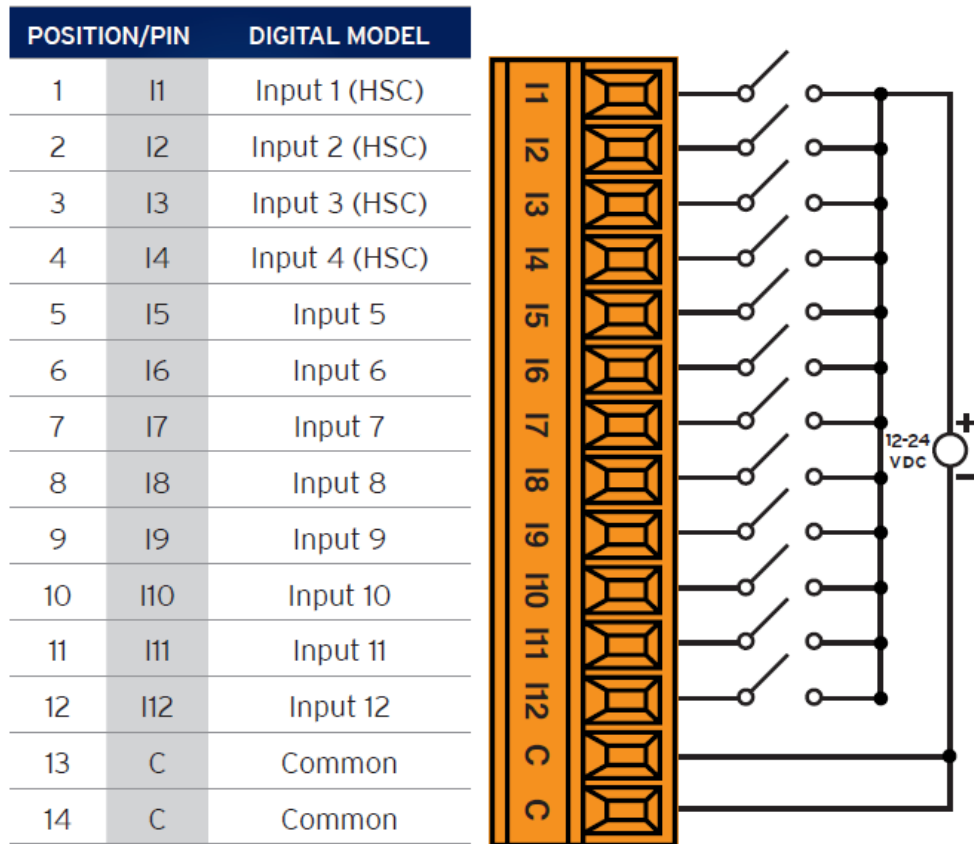 POSITION/PIN DIGITAL MODEL
1 I1 Input 1 (HSC)
2 I2 Input 2 (HSC)
3 I3 Input 3 (HSC)
4 I4 Input 4 (HSC)
5 I5 Input 5
6 I6 Input 6
7 I7 Input 7
8 I8 Input 8
9 I9 Input 9
10 I10 Input 10
11 I11 Input 11
12 I12 Input 12
13 C Common
14 C Common
I1
I2
I3
I4
I5
I6
I7
I8
I9
I10
I11
I12
C
C
+
12-24
VDC
−